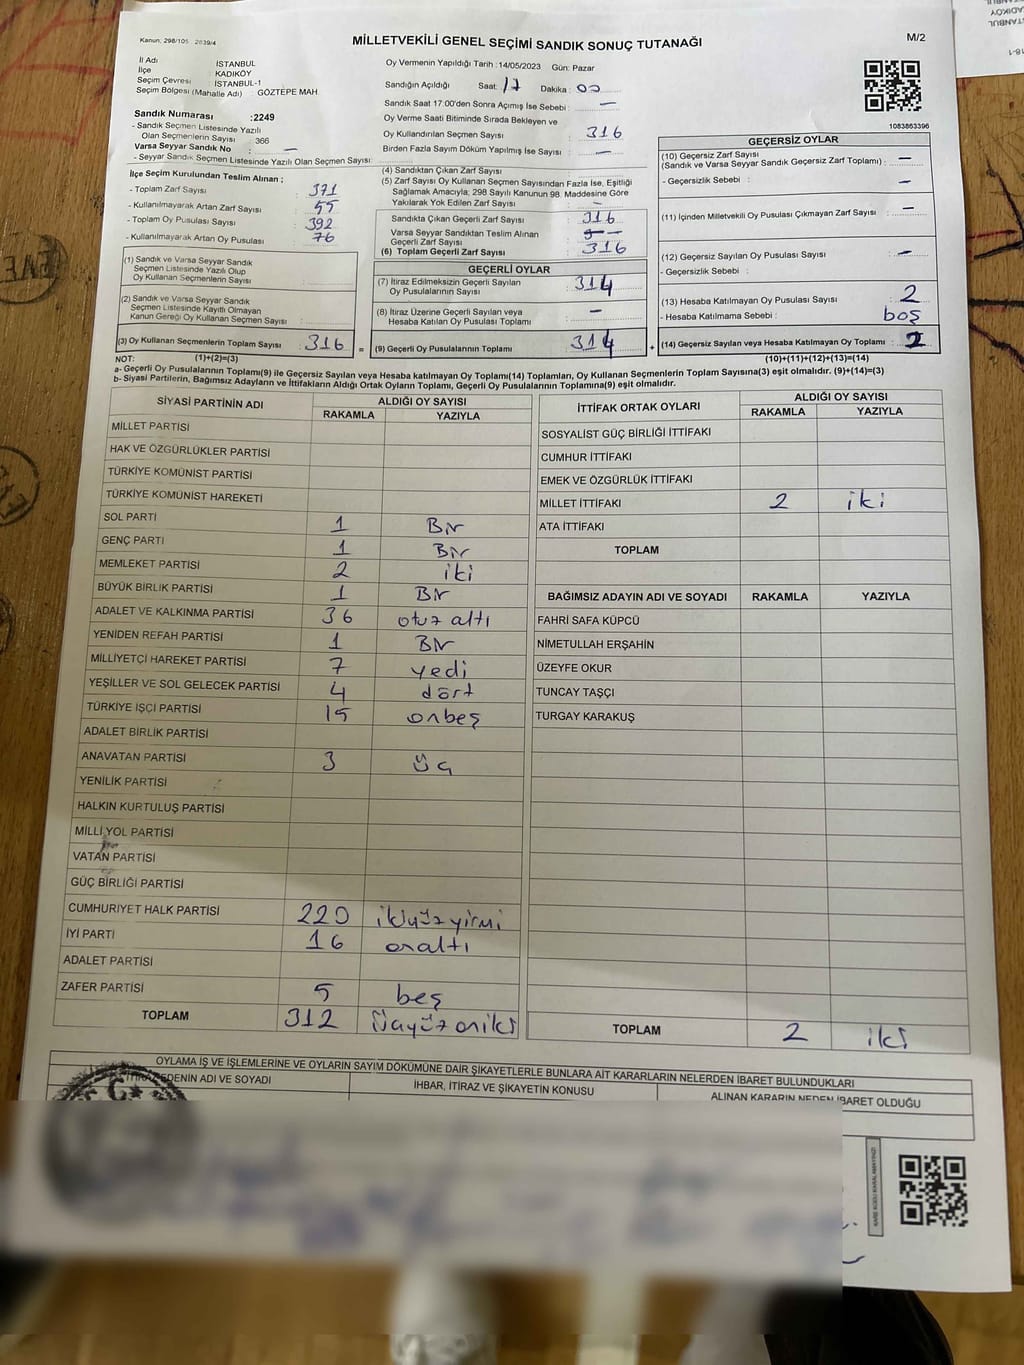 Kanun, 298/105 2839/4
MİLLETVEKİLİ GENEL SEÇİMİ SANDIK SONUÇ TUTANAĞI
M/2
İl Adı İSTANBUL
İlçe KADIKÖY
Seçim Çevresi İSTANBUL-1
Seçim Bölgesi (Mahalle Adı) : GÖZTEPE MAH.
Sandık Numarası :2249
- Sandık Seçmen Listesinde Yazılı
Olan Seçmenlerin Sayısı : 366
Varsa Seyyar Sandık No : —
- Seyyar Sandık Seçmen Listesinde Yazılı Olan Seçmen Sayısı:
İlçe Seçim Kurulundan Teslim Alınan ;
- Toplam Zarf Sayısı : 371
- Kullanılmayarak Artan Zarf Sayısı : 55
- Toplam Oy Pusulası Sayısı : 392
- Kullanılmayarak Artan Oy Pusulası : 76
(1) Sandık ve Varsa Seyyar Sandık
Seçmen Listesinde Yazılı Olup
Oy Kullanan Seçmenlerin Sayısı :
(2) Sandık ve Varsa Seyyar Sandık
Seçmen Listesinde Kayıtlı Olmayan
Kanun Gereği Oy Kullanan Seçmen Sayısı :
(3) Oy Kullanan Seçmenlerin Toplam Sayısı : 316 =
Oy Vermenin Yapıldığı Tarih :14/05/2023 Gün: Pazar
Sandığın Açıldığı Saat: 17 Dakika : 00
Sandık Saat 17:00'den Sonra Açımış İse Sebebi : —
Oy Verme Saati Bitiminde Sırada Bekleyen ve
Oy Kullandırılan Seçmen Sayısı : 316
Birden Fazla Sayım Döküm Yapılmış İse Sayısı : —
(4) Sandıktan Çıkan Zarf Sayısı :
(5) Zarf Sayısı Oy Kullanan Seçmen Sayısından Fazla İse, Eşitliği
Sağlamak Amacıyla; 298 Sayılı Kanunun 98. Maddesine Göre
Yakılarak Yok Edilen Zarf Sayısı : —
Sandıkta Çıkan Geçerli Zarf Sayısı : 316
Varsa Seyyar Sandıktan Teslim Alınan
Geçerli Zarf Sayısı : —
(6) Toplam Geçerli Zarf Sayısı : 316
GEÇERLİ OYLAR
(7) İtiraz Edilmeksizin Geçerli Sayılan
Oy Pusulalarının Sayısı : 314
(8) İtiraz Üzerine Geçerli Sayılan veya
Hesaba Katılan Oy Pusulası Toplamı : —
(9) Geçerli Oy Pusulalarının Toplamı : 314 +
1083863396
GEÇERSİZ OYLAR
(10) Geçersiz Zarf Sayısı
(Sandık ve Varsa Seyyar Sandık Geçersiz Zarf Toplamı) : —
- Geçersizlik Sebebi : —
(11) İçinden Milletvekili Oy Pusulası Çıkmayan Zarf Sayısı : —
(12) Geçersiz Sayılan Oy Pusulası Sayısı : —
- Geçersizlik Sebebi :
(13) Hesaba Katılmayan Oy Pusulası Sayısı : 2
- Hesaba Katılmama Sebebi : boş
(14) Geçersiz Sayılan veya Hesaba Katılmayan Oy Toplamı : 2
NOT: (1)+(2)=(3) (10)+(11)+(12)+(13)=(14)
a- Geçerli Oy Pusulalarının Toplamı(9) ile Geçersiz Sayılan veya Hesaba Katılmayan Oy Toplamı(14) Toplamları, Oy Kullanan Seçmenlerin Toplam Sayısına(3) eşit olmalıdır. (9)+(14)=(3)
b- Siyasi Partilerin, Bağımsız Adayların ve İttifakların Aldığı Ortak Oyların Toplamı, Geçerli Oy Pusulalarının Toplamına(9) eşit olmalıdır.
SİYASİ PARTİNİN ADI ALDIĞI OY SAYISI
RAKAMLA YAZIYLA
MİLLET PARTİSİ
HAK VE ÖZGÜRLÜKLER PARTİSİ
TÜRKİYE KOMÜNİST PARTİSİ
TÜRKİYE KOMÜNİST HAREKETİ
SOL PARTİ 1 Bir
GENÇ PARTİ 1 Bir
MEMLEKET PARTİSİ 2 iki
BÜYÜK BİRLİK PARTİSİ 1 Bir
ADALET VE KALKINMA PARTİSİ 36 otuz altı
YENİDEN REFAH PARTİSİ 1 Bir
MİLLİYETÇİ HAREKET PARTİSİ 7 yedi
YEŞİLLER VE SOL GELECEK PARTİSİ 4 dört
TÜRKİYE İŞÇİ PARTİSİ 15 onbeş
ADALET BİRLİK PARTİSİ
ANAVATAN PARTİSİ 3 üç
YENİLİK PARTİSİ
HALKIN KURTULUŞ PARTİSİ
MİLLİ YOL PARTİSİ
VATAN PARTİSİ
GÜÇ BİRLİĞİ PARTİSİ
CUMHURİYET HALK PARTİSİ 220 ikiyüzyirmi
İYİ PARTİ 16 onaltı
ADALET PARTİSİ
ZAFER PARTİSİ 5 beş
TOPLAM 312 üçyüzoniki
İTTİFAK ORTAK OYLARI ALDIĞI OY SAYISI
RAKAMLA YAZIYLA
SOSYALİST GÜÇ BİRLİĞİ İTTİFAKI
CUMHUR İTTİFAKI
EMEK VE ÖZGÜRLÜK İTTİFAKI
MİLLET İTTİFAKI 2 iki
ATA İTTİFAKI
TOPLAM
BAĞIMSIZ ADAYIN ADI VE SOYADI RAKAMLA YAZIYLA
FAHRİ SAFA KÜPCÜ
NİMETULLAH ERŞAHİN
ÜZEYFE OKUR
TUNCAY TAŞÇI
TURGAY KARAKUŞ
TOPLAM 2 iki
OYLAMA İŞ VE İŞLEMLERİNE VE OYLARIN SAYIM DÖKÜMÜNE DAİR ŞİKAYETLERLE BUNLARA AİT KARARLARIN NELERDEN İBARET BULUNDUKLARI
İTİRAZ EDENİN ADI VE SOYADI İHBAR, İTİRAZ VE ŞİKAYETİN KONUSU ALINAN KARARIN NEDEN İBARET OLDUĞU
KARE KODU KARALAMAYINIZ!